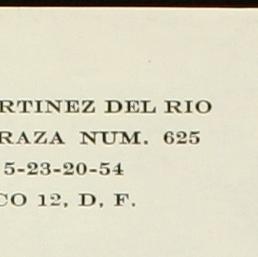 RTINEZ DEL RIO
RAZA NUM. 625
5-23-20-54
CO 12, D, F.